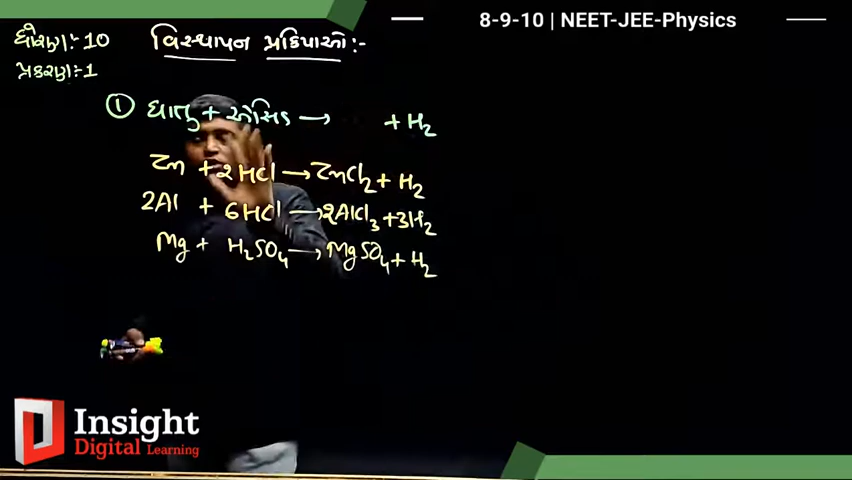 8-9-10 | NEET-JEE-Physics
ધોરણ:-10 વિસ્થાપન પ્રક્રિયાઓ:-
પ્રકરણ:-1
① ધાતુ + એસિડ → + H₂
Zn + 2HCl → ZnCl₂ + H₂
2Al + 6HCl → 2AlCl₃ + 3H₂
Mg + H₂SO₄ → MgSO₄ + H₂
Insight
Digital Learning